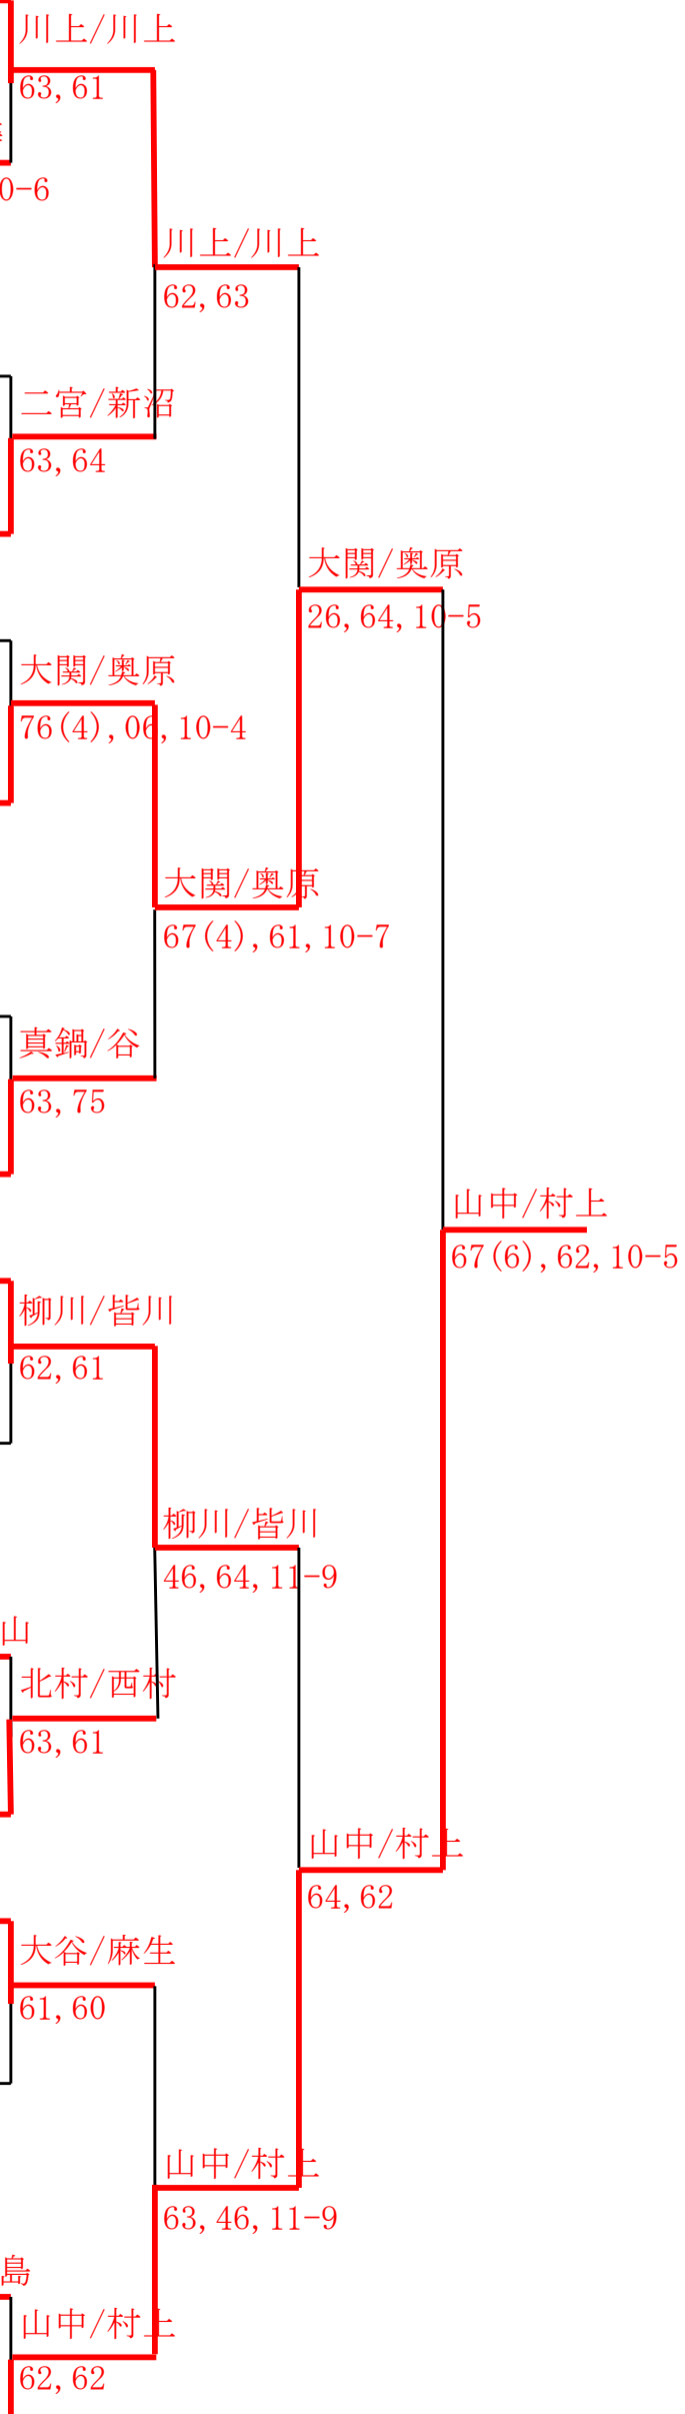 川上/川上
63,61
0-6
川上/川上
62,63
二宮/新沼
63,64
大関/奥原
26,64,10-5
大関/奥原
76(4),06,10-4
大関/奥原
67(4),61,10-7
真鍋/谷
63,75
山中/村上
67(6),62,10-5
柳川/皆川
62,61
柳川/皆川
46,64,11-9
山
北村/西村
63,61
山中/村上
64,62
大谷/麻生
61,60
山中/村上
63,46,11-9
島
山中/村上
62,62